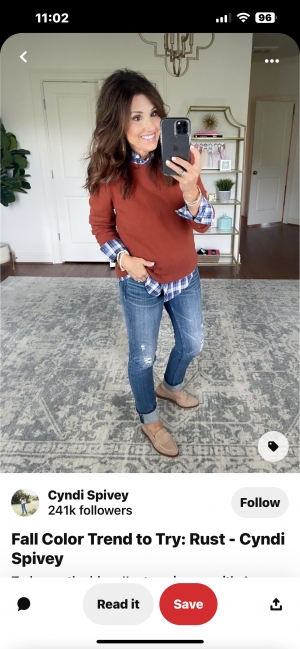 11:02
96
Cyndi Spivey
241k followers
Follow
Fall Color Trend to Try: Rust - Cyndi
Spivey
Read it
Save